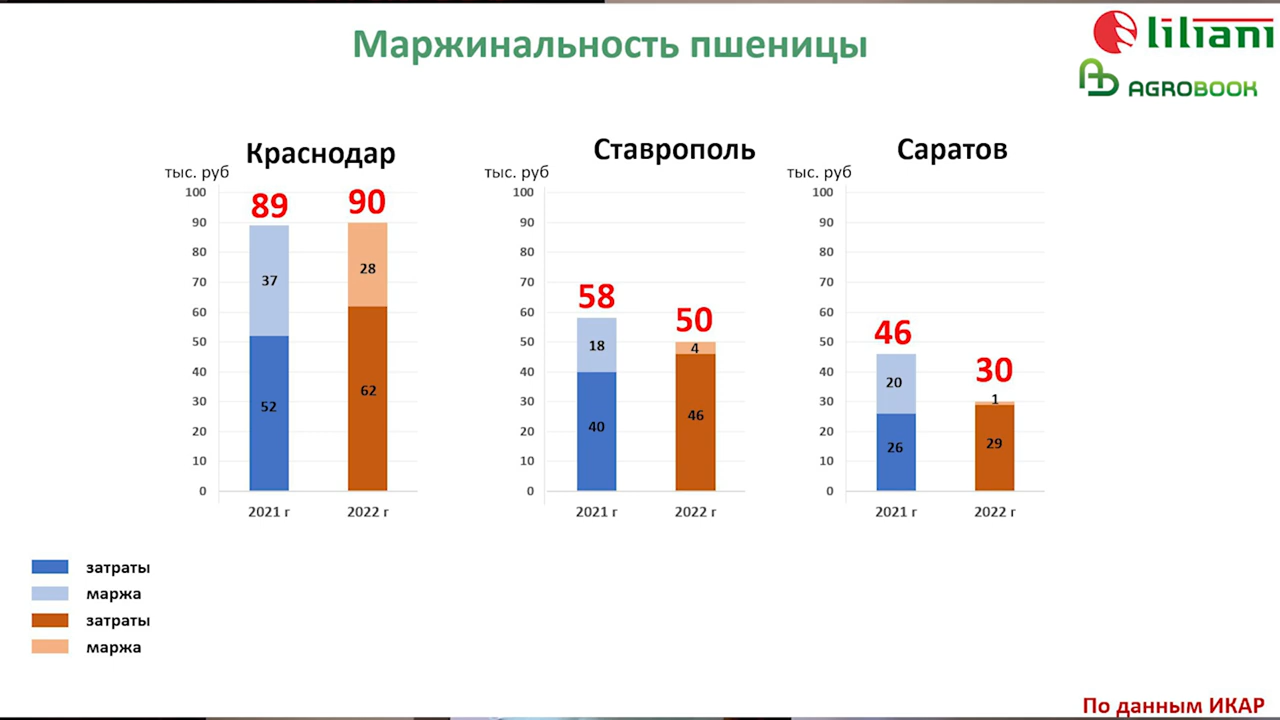 Маржинальность пшеницы
liliani
AGROBOOK
Краснодар
тыс. руб
100
90
80
70
60
50
40
30
20
10
0
89
90
37
28
52
62
2021 г
2022 г
Ставрополь
тыс. руб
100
90
80
70
60
50
40
30
20
10
0
58
50
18
4
40
46
2021 г
2022 г
Саратов
тыс. руб
100
90
80
70
60
50
40
30
20
10
0
46
30
20
1
26
29
2021 г
2022 г
затраты
маржа
затраты
маржа
По данным ИКАР